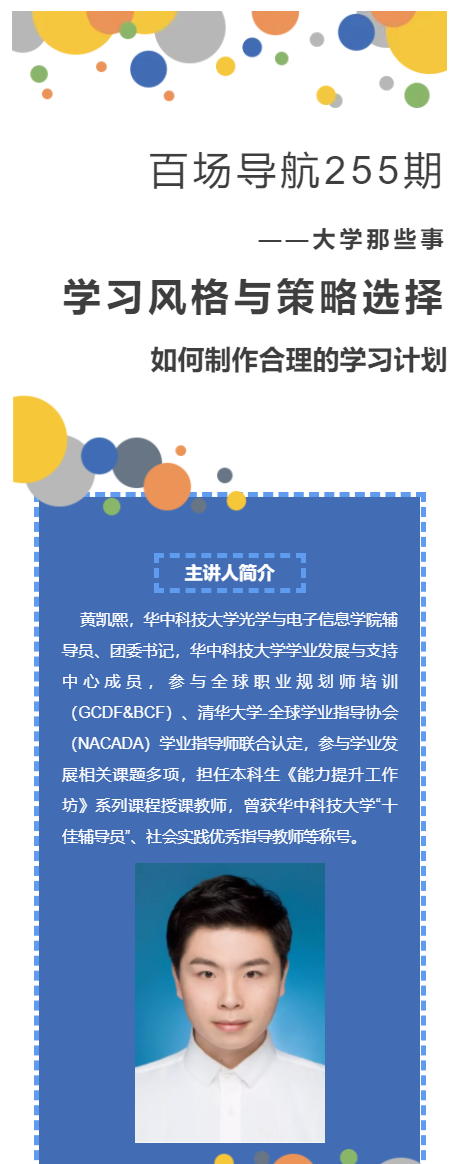 百场导航255期
——大学那些事
学习风格与策略选择
如何制作合理的学习计划
主讲人简介
黄凯熙，华中科技大学光学与电子信息学院辅
导员、团委书记，华中科技大学学业发展与支持
中心成员，参与全球职业规划师培训
（GCDF&BCF）、清华大学-全球学业指导协会
（NACADA）学业指导师联合认定，参与学业发
展相关课题多项，担任本科生《能力提升工作
坊》系列课程授课教师，曾获华中科技大学“十
佳辅导员”、社会实践优秀指导教师等称号。